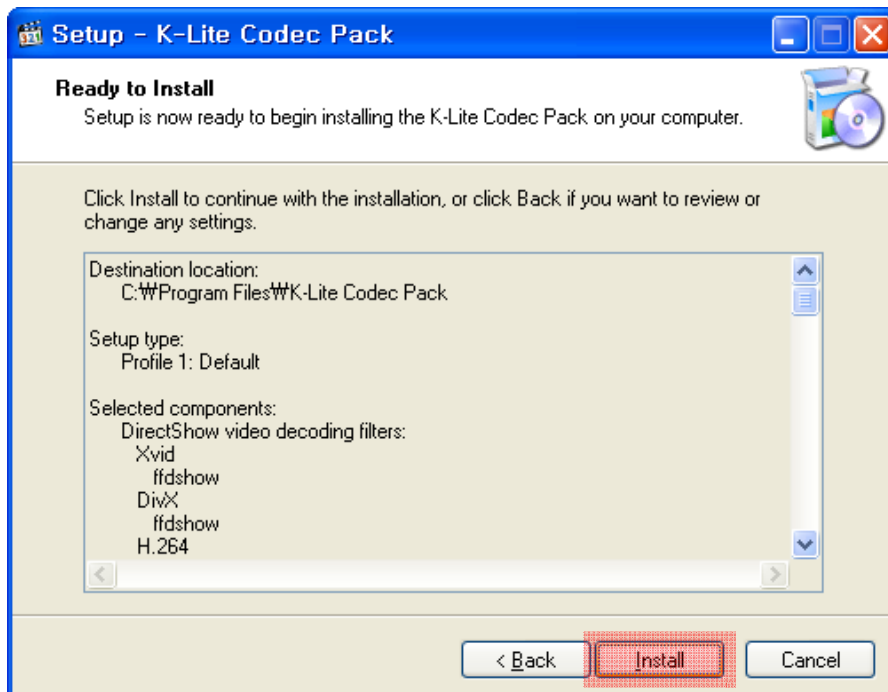 Setup - K-Lite Codec Pack
Ready to Install
Setup is now ready to begin installing the K-Lite Codec Pack on your computer.
Click Install to continue with the installation, or click Back if you want to review or
change any settings.
Destination location:
C:₩Program Files₩K-Lite Codec Pack
Setup type:
Profile 1: Default
Selected components:
DirectShow video decoding filters:
Xvid
ffdshow
DivX
ffdshow
H.264
< Back
Install
Cancel